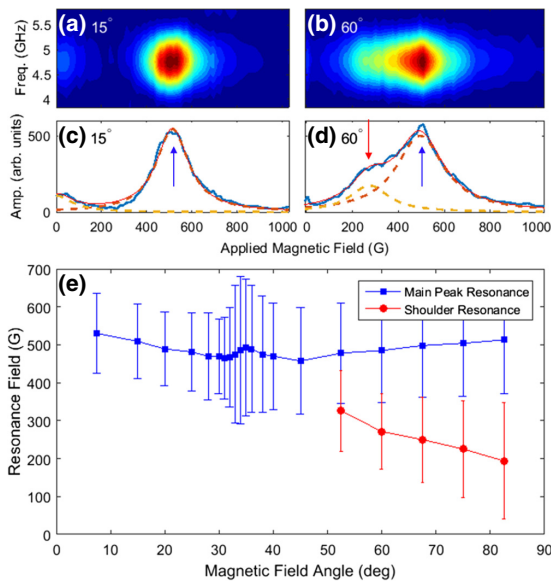 (a) 15° (b) 60°
Freq. (GHz)
5.5
5
4.5
4
(c) 15° (d) 60°
Amp. (arb. units)
500
0
0 200 400 600 800 1000 0 200 400 600 800 1000
Applied Magnetic Field (G)
(e)
Main Peak Resonance
Shoulder Resonance
Resonance Field (G)
700
600
500
400
300
200
100
0
0 10 20 30 40 50 60 70 80 90
Magnetic Field Angle (deg)